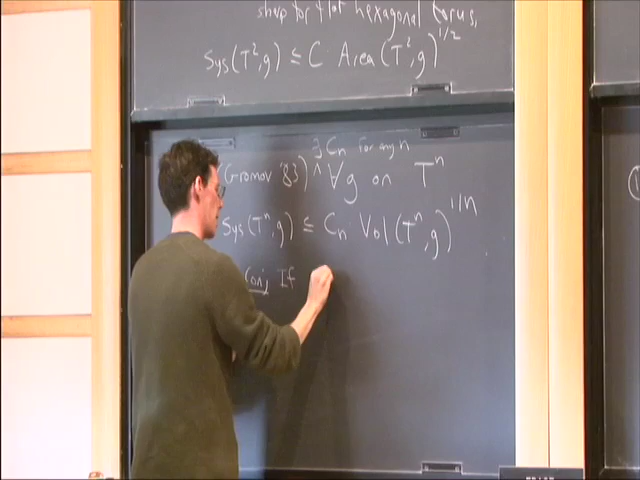 sharp for flat hexagonal torus,
Sys(T²,g) ≤ C Area(T²,g)^1/2
∃ Cn for any n
(Gromov '83) ^ ∀g on Tⁿ
Sys(Tⁿ,g) ≤ Cn Vol(Tⁿ,g)^1/n
Conj If